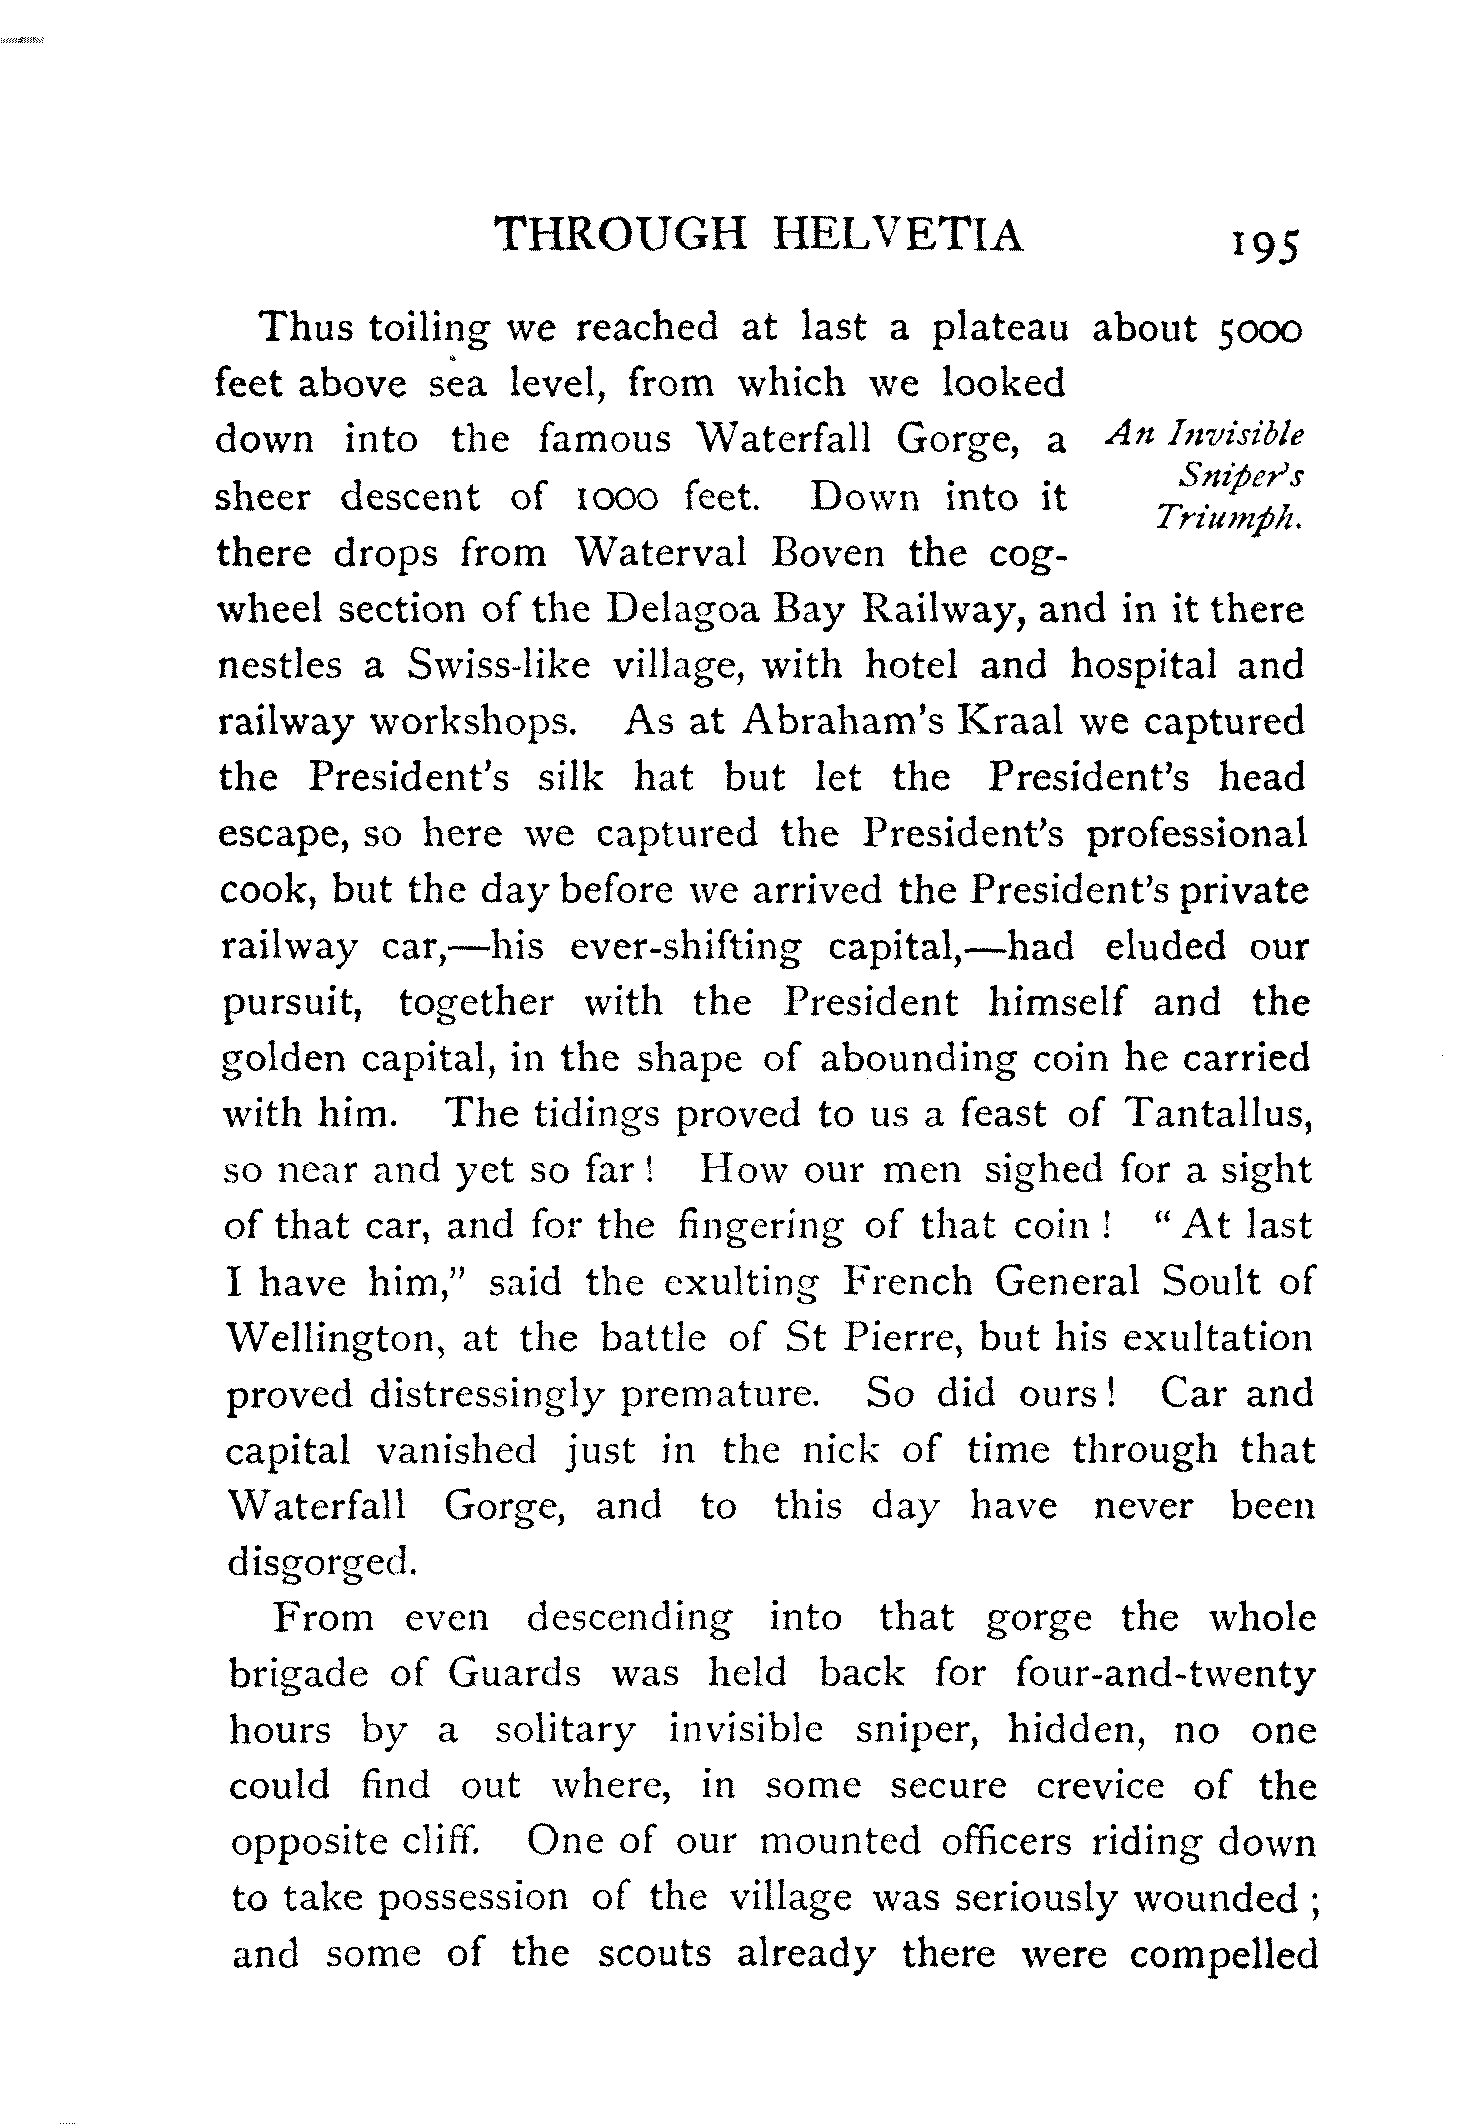 THROUGH HELVETIA 195
Thus toiling we reached at last a plateau about 5000
feet above sea level, from which we looked
down into the famous Waterfall Gorge, a
sheer descent of 1000 feet. Down into it
there drops from Waterval Boven the cog-
An Invisible
Sniper's
Triumph.
wheel section of the Delagoa Bay Railway, and in it there
nestles a Swiss-like village, with hotel and hospital and
railway workshops. As at Abraham's Kraal we captured
the President's silk hat but let the President's head
escape, so here we captured the President's professional
cook, but the day before we arrived the President's private
railway car,—his ever-shifting capital,—had eluded our
pursuit, together with the President himself and the
golden capital, in the shape of abounding coin he carried
with him. The tidings proved to us a feast of Tantallus,
so near and yet so far! How our men sighed for a sight
of that car, and for the fingering of that coin! "At last
I have him," said the exulting French General Soult of
Wellington, at the battle of St Pierre, but his exultation
proved distressingly premature. So did ours! Car and
capital vanished just in the nick of time through that
Waterfall Gorge, and to this day have never been
disgorged.
From even descending into that gorge the whole
brigade of Guards was held back for four-and-twenty
hours by a solitary invisible sniper, hidden, no one
could find out where, in some secure crevice of the
opposite cliff. One of our mounted officers riding down
to take possession of the village was seriously wounded;
and some of the scouts already there were compelled